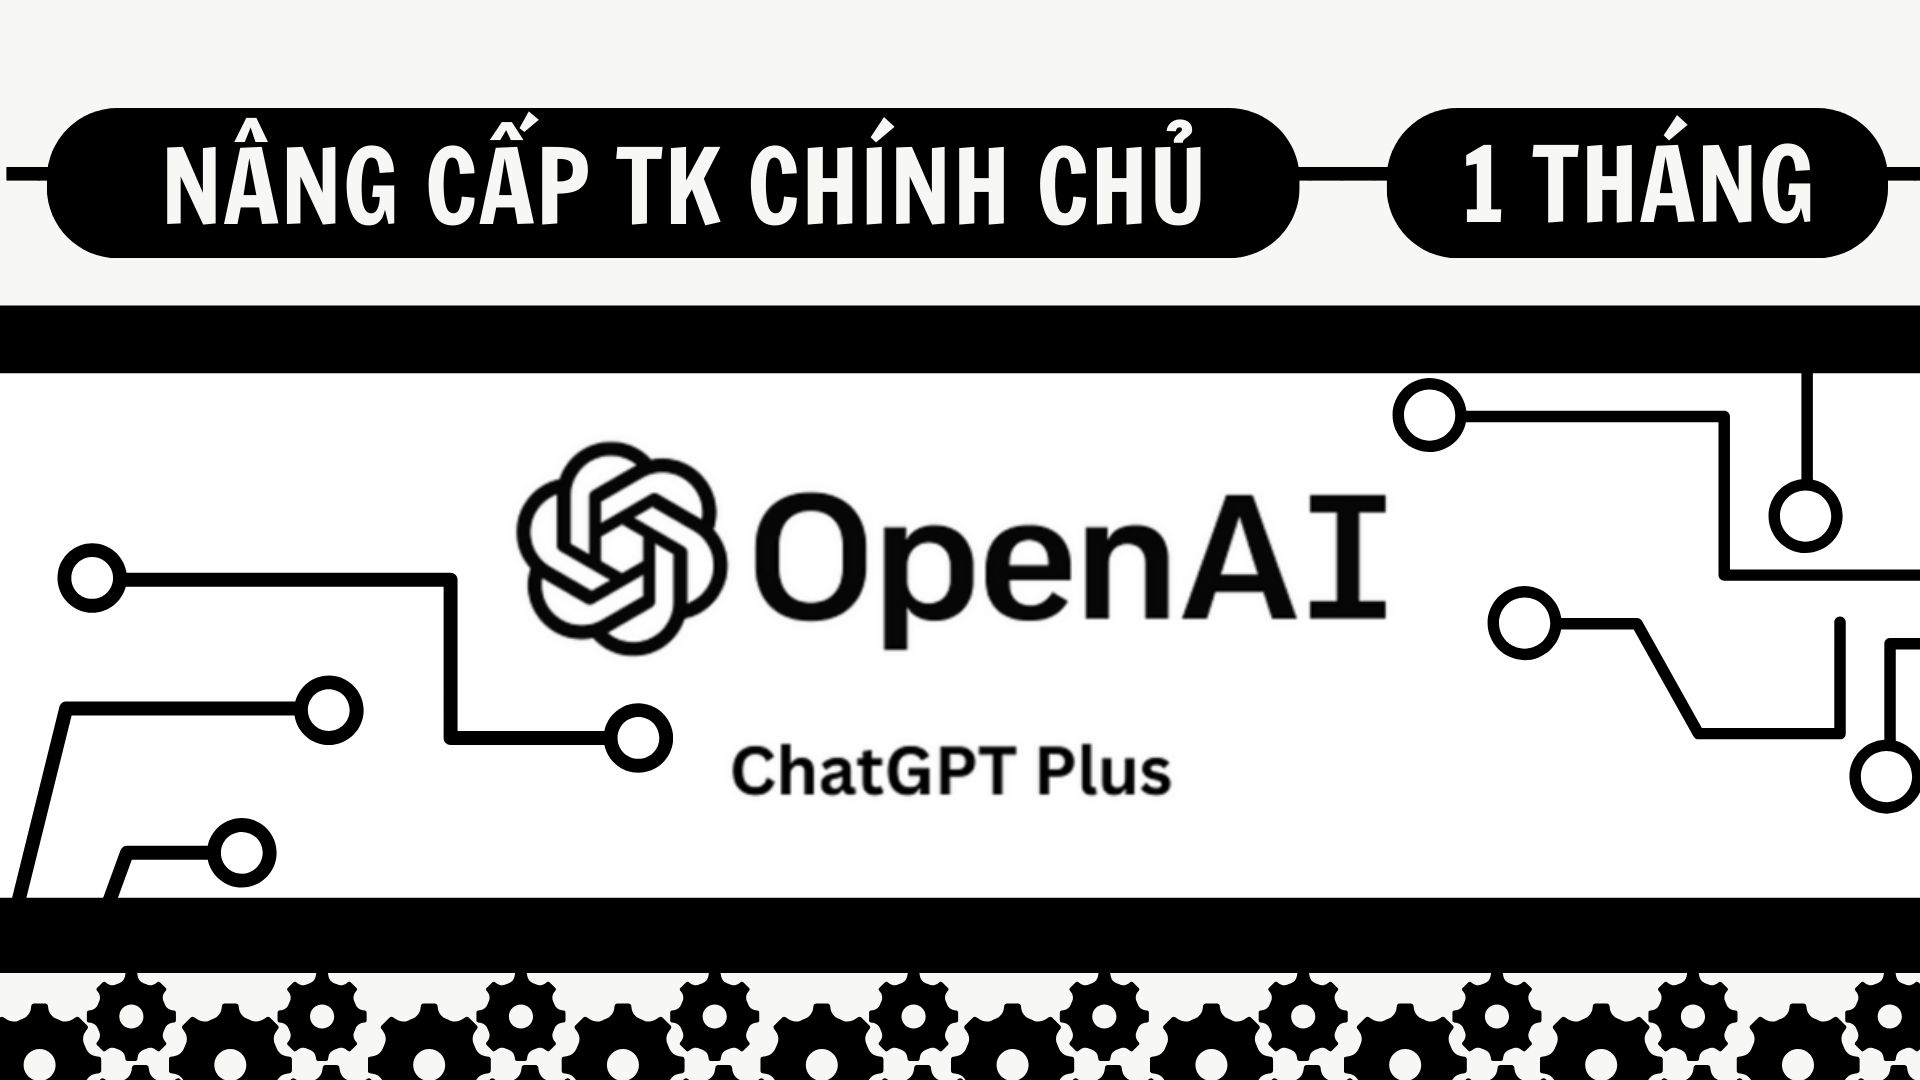 NÂNG CẤP TK CHÍNH CHỦ
1 THÁNG
OpenAI
ChatGPT Plus